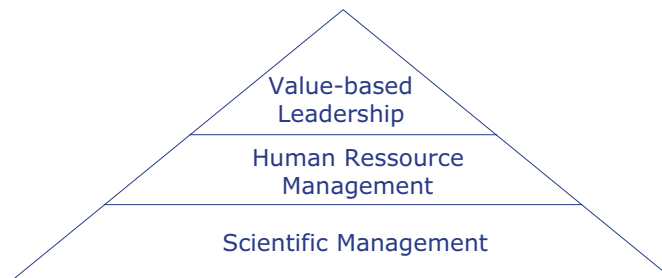 Value-based
Leadership
Human Ressource
Management
Scientific Management